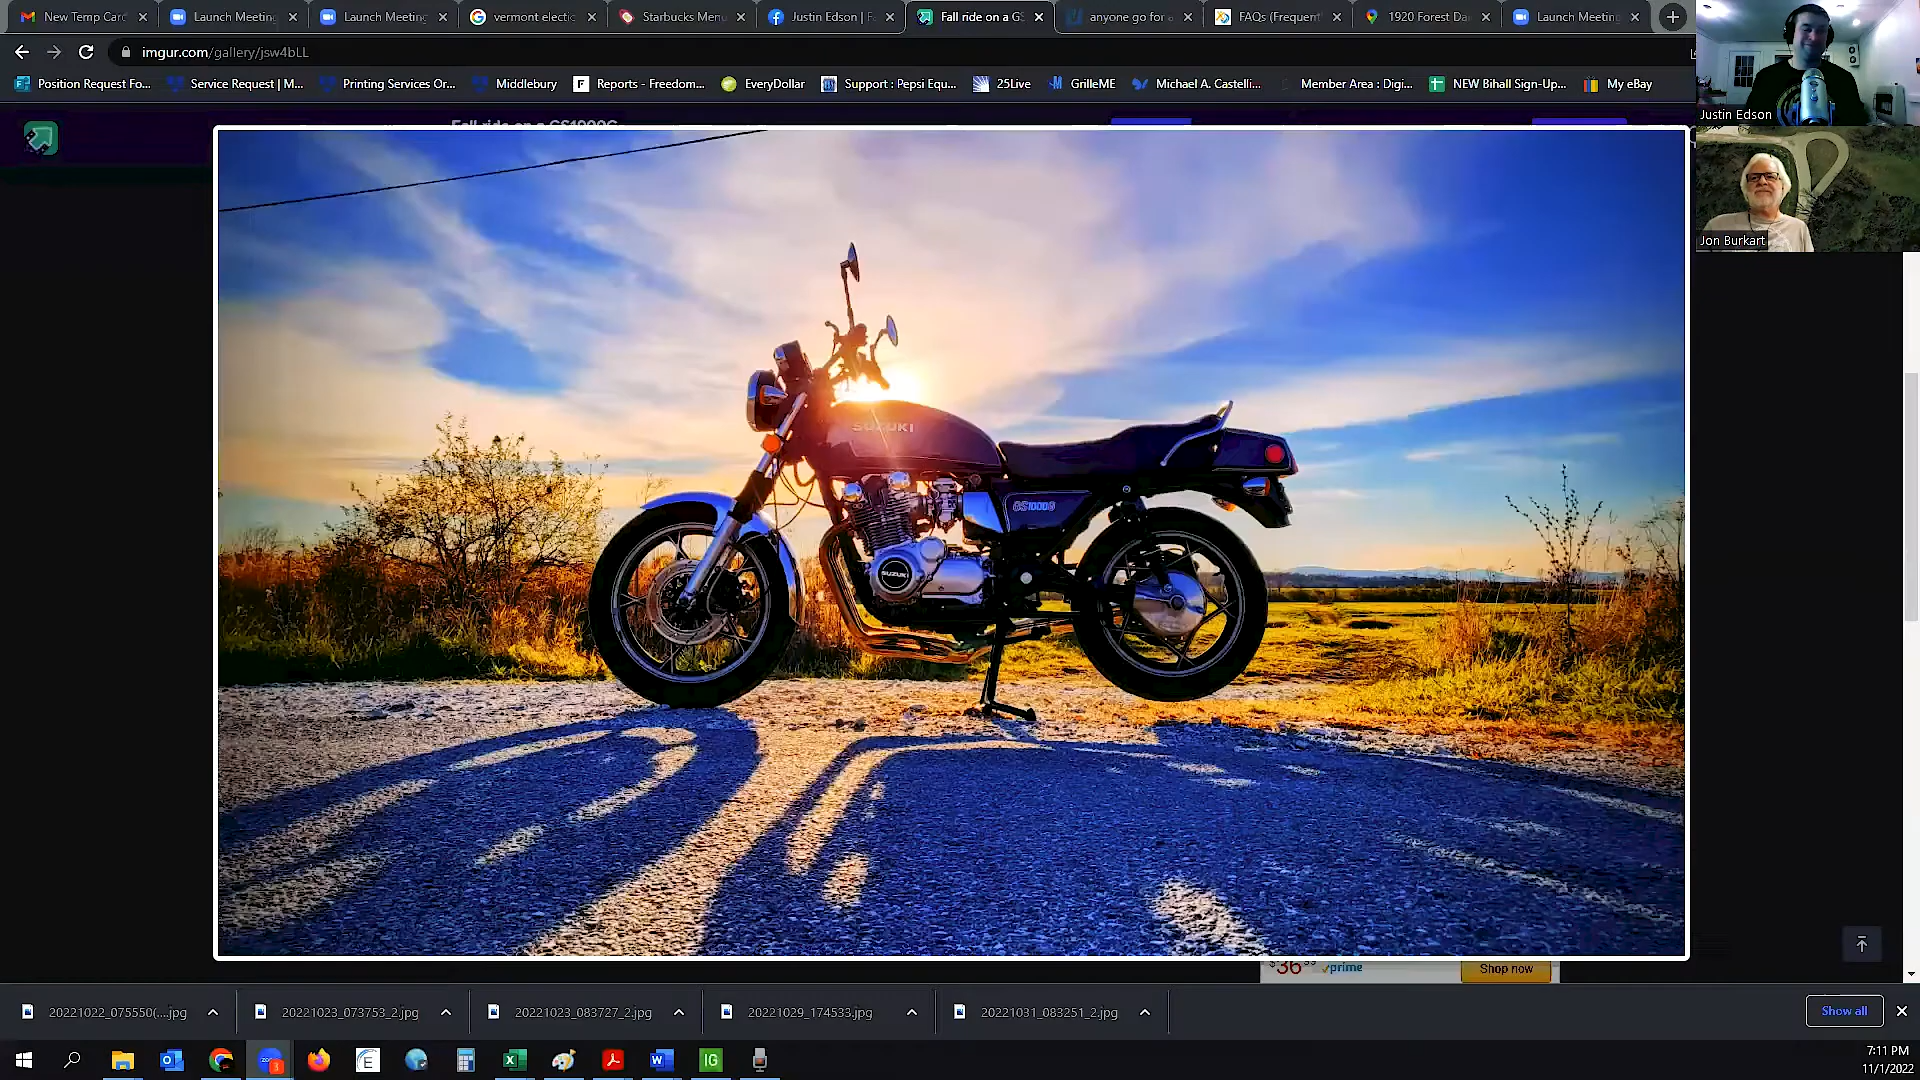 New Temp Card
Launch Meeting
Launch Meeting
vermont electic
Starbucks Menu
Justin Edson | F
Fall ride on a GS
anyone go for
FAQs (Frequent
1920 Forest Da
Launch Meeting
imgur.com/gallery/jsw4bLL
Position Request Fo...
Service Request | M...
Printing Services Or...
Middlebury
Reports - Freedom...
EveryDollar
Support : Pepsi Equ...
25Live
GrilleME
Michael A. Castelli...
Member Area : Digi...
NEW Bihall Sign-Up...
My eBay
Justin Edson
Jon Burkart
SUZUKI
GS1000G
SUZUKI
prime
Shop now
20221022_075550(....jpg
20221023_073753_2.jpg
20221023_083727_2.jpg
20221029_174533.jpg
20221031_083251_2.jpg
Show all
IG
7:11 PM
11/1/2022